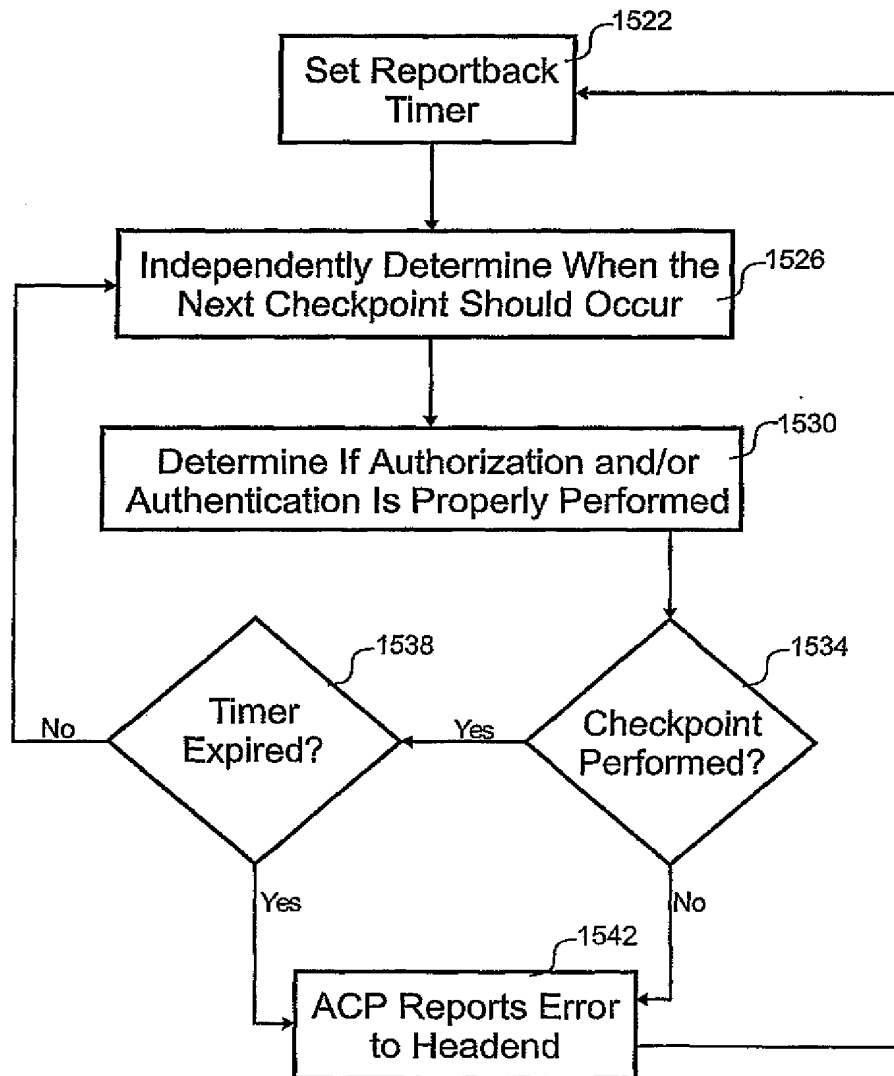 1522
Set Reportback
Timer
Independently Determine When the
Next Checkpoint Should Occur
1526
1530
Determine If Authorization and/or
Authentication Is Properly Performed
1538
1534
Timer
Expired?
No
Yes
Checkpoint
Performed?
Yes
No
1542
ACP Reports Error
to Headend